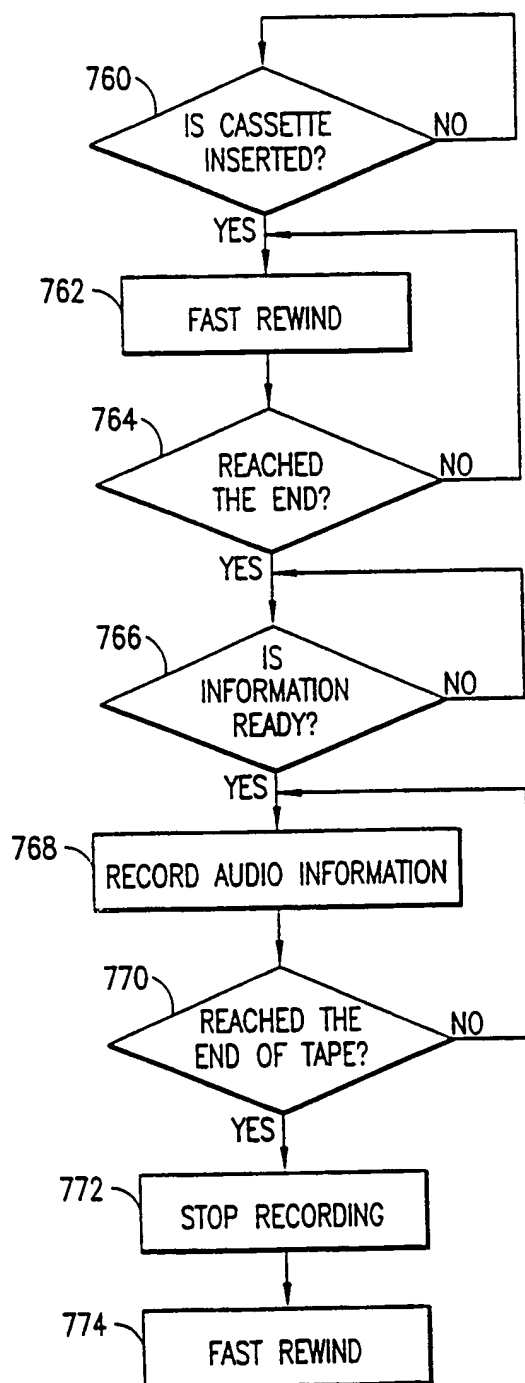 760
IS CASSETTE
INSERTED?
NO
YES
762
FAST REWIND
764
REACHED
THE END?
NO
YES
766
IS
INFORMATION
READY?
NO
YES
768
RECORD AUDIO INFORMATION
770
REACHED THE
END OF TAPE?
NO
YES
772
STOP RECORDING
774
FAST REWIND